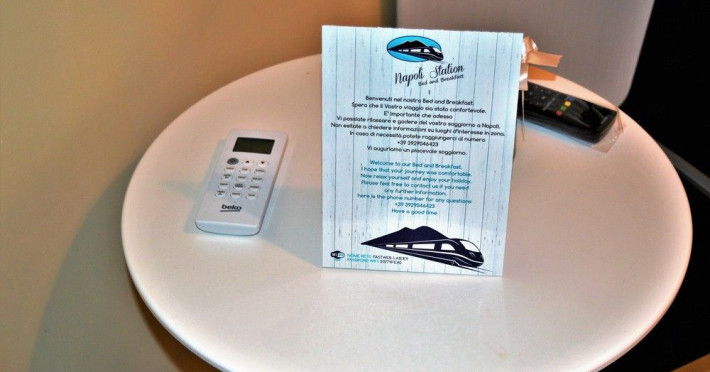 Napoli Station
Bed and Breakfast
Benvenuti nel nostro Bed and Breakfast.
Spero che il Vostro viaggio sia stato confortevole.
E' importante che adesso
Vi possiate rilassare e godere del vostro soggiorno a Napoli.
Non esitate a chiedere informazioni su luoghi d'interesse in zona.
In caso di necessità potete raggiungerci al numero
+39 3929046423
Vi auguriamo un piacevole soggiorno.
Welcome to our Bed and Breakfast.
I hope that your journey was comfortable.
Now relax yourself and enjoy your holiday.
Please feel free to contact us if you need
any further information.
here is the phone number for any questions
+39 3929046423
Have a good time
NOME RETE:
PASSWORD WIFI:
beko